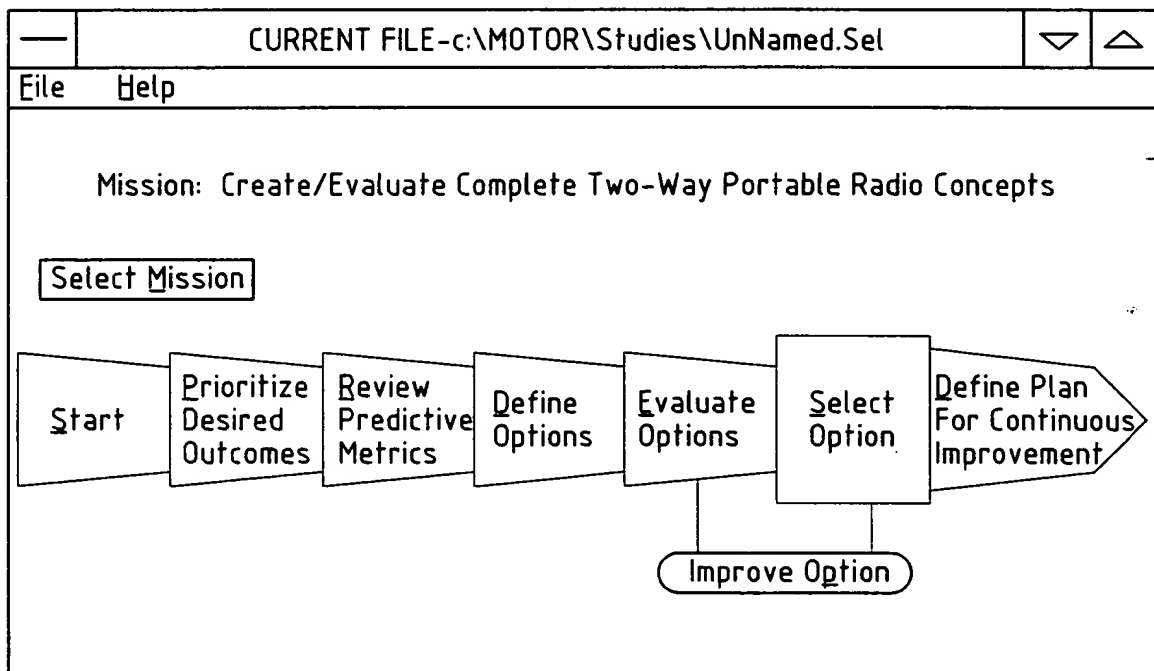 CURRENT FILE-c:\MOTOR\Studies\UnNamed.Sel
File Help
Mission: Create/Evaluate Complete Two-Way Portable Radio Concepts
Select Mission
Start
Prioritize
Desired
Outcomes
Review
Predictive
Metrics
Define
Options
Evaluate
Options
Select
Option
Define Plan
For Continuous
Improvement
Improve Option